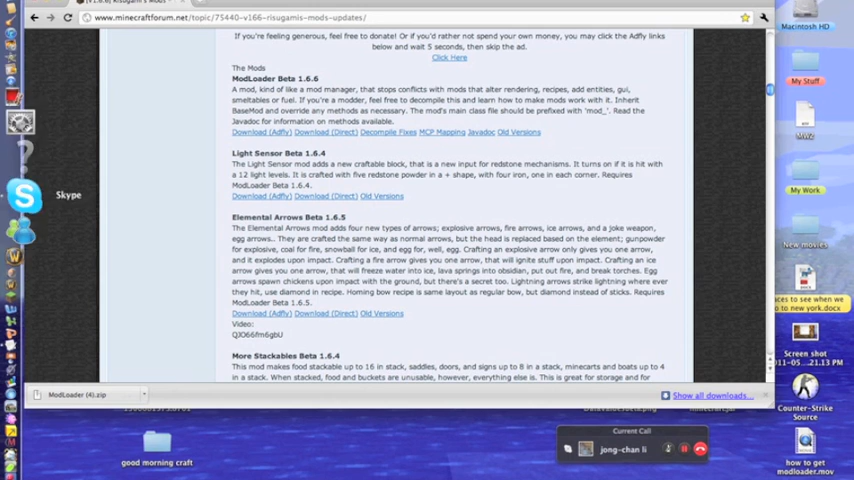 [v1.6.6] Risugami's Mods -
www.minecraftforum.net/topic/75440-v166-risugamis-mods-updates/
If you're feeling generous, feel free to donate! Or if you'd rather not spend your own money, you may click the Adfly links
below and wait 5 seconds, then skip the ad.
Click Here
The Mods
ModLoader Beta 1.6.6
A mod, kind of like a mod manager, that stops conflicts with mods that alter rendering, recipes, add entities, gui,
smeltables or fuel. If you're a modder, feel free to decompile this and learn how to make mods work with it. Inherit
BaseMod and override any methods as necessary. The mod's main class file should be prefixed with 'mod_'. Read the
Javadoc for information on methods available.
Download (Adfly) Download (Direct) Decompile Fixes MCP Mapping Javadoc Old Versions
Light Sensor Beta 1.6.4
The Light Sensor mod adds a new craftable block, that is a new input for redstone mechanisms. It turns on if it is hit with
a 12 light levels. It is crafted with five redstone powder in a + shape, with four iron, one in each corner. Requires
ModLoader Beta 1.6.4.
Download (Adfly) Download (Direct) Old Versions
Elemental Arrows Beta 1.6.5
The Elemental Arrows mod adds four new types of arrows; explosive arrows, fire arrows, ice arrows, and a joke weapon,
egg arrows.. They are crafted the same way as normal arrows, but the head is replaced based on the element; gunpowder
for explosive, coal for fire, snowball for ice, and egg for, well, egg. Crafting an explosive arrow only gives you one arrow,
and it explodes upon impact. Crafting a fire arrow gives you one arrow, that will ignite stuff upon impact. Crafting an ice
arrow gives you one arrow, that will freeze water into ice, lava springs into obsidian, put out fire, and break torches. Egg
arrows spawn chickens upon impact with the ground, but there's a secret too. Lightning arrows strike lightning where ever
they hit, use diamond in recipe. Homing bow recipe is same layout as regular bow, but diamond instead of sticks. Requires
ModLoader Beta 1.6.5.
Download (Adfly) Download (Direct) Old Versions
Video:
QJO66fm6gbU
More Stackables Beta 1.6.4
This mod makes food stackable up to 16 in stack, saddles, doors, and signs up to 8 in a stack, minecarts and boats up to 4
in a stack. When stacked, food and buckets are unusable, however, everything else is. This is great for storage and for
ModLoader (4).zip
Show all downloads...
Skype
good morning craft
Current Call
jong-chan li
Macintosh HD
My Stuff
MW2
My Work
New movies
aces to see when we
o to new york.docx
Screen shot
011-05...21.13 PM
Counter-Strike
Source
how to get
modloader.mov